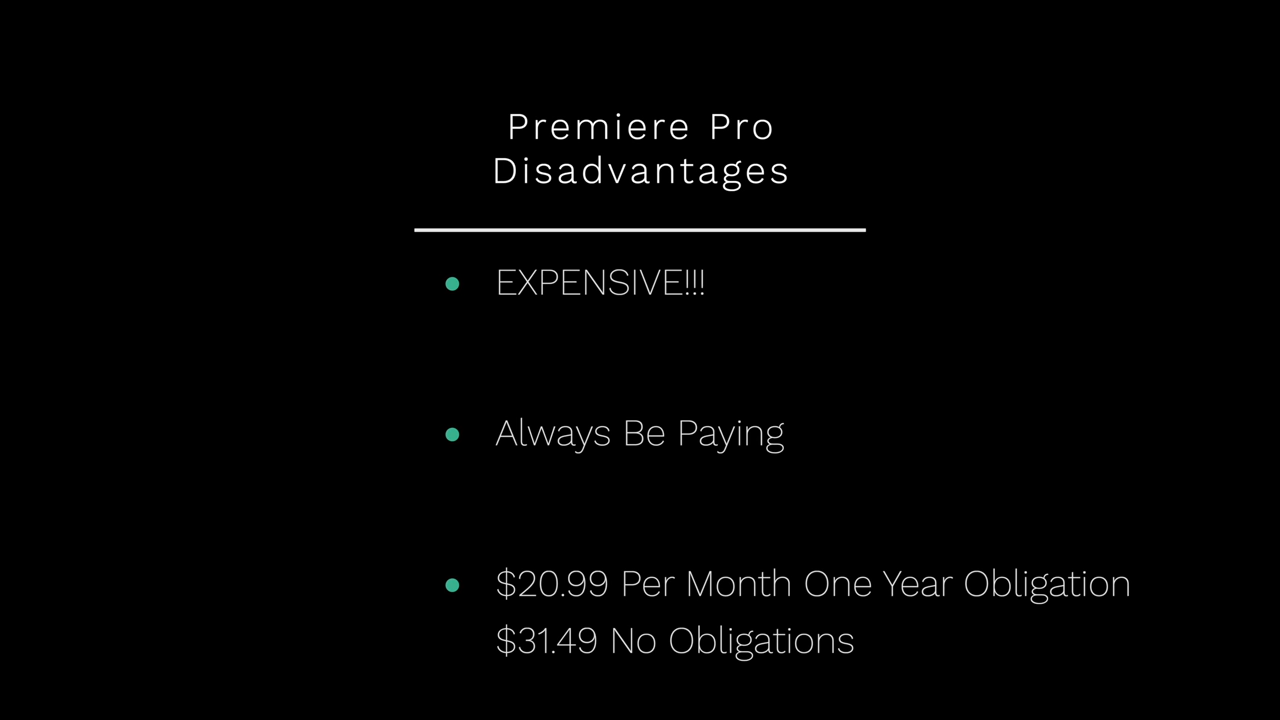 Premiere Pro
Disadvantages
EXPENSIVE!!!
Always Be Paying
$20.99 Per Month One Year Obligation
$31.49 No Obligations